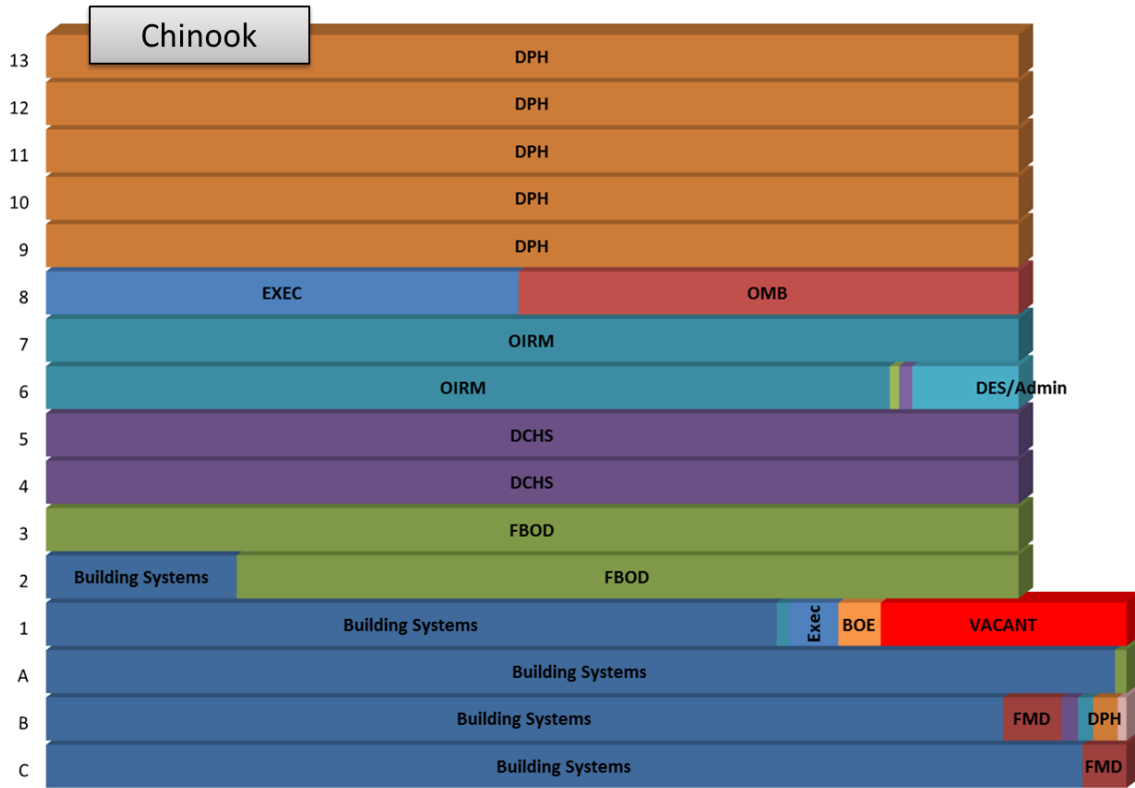 Chinook
13 DPH
12 DPH
11 DPH
10 DPH
9 DPH
8 EXEC OMB
7 OIRM
6 OIRM DES/Admin
5 DCHS
4 DCHS
3 FBOD
2 Building Systems FBOD
1 Building Systems Exec BOE VACANT
A Building Systems
B Building Systems FMD DPH
C Building Systems FMD